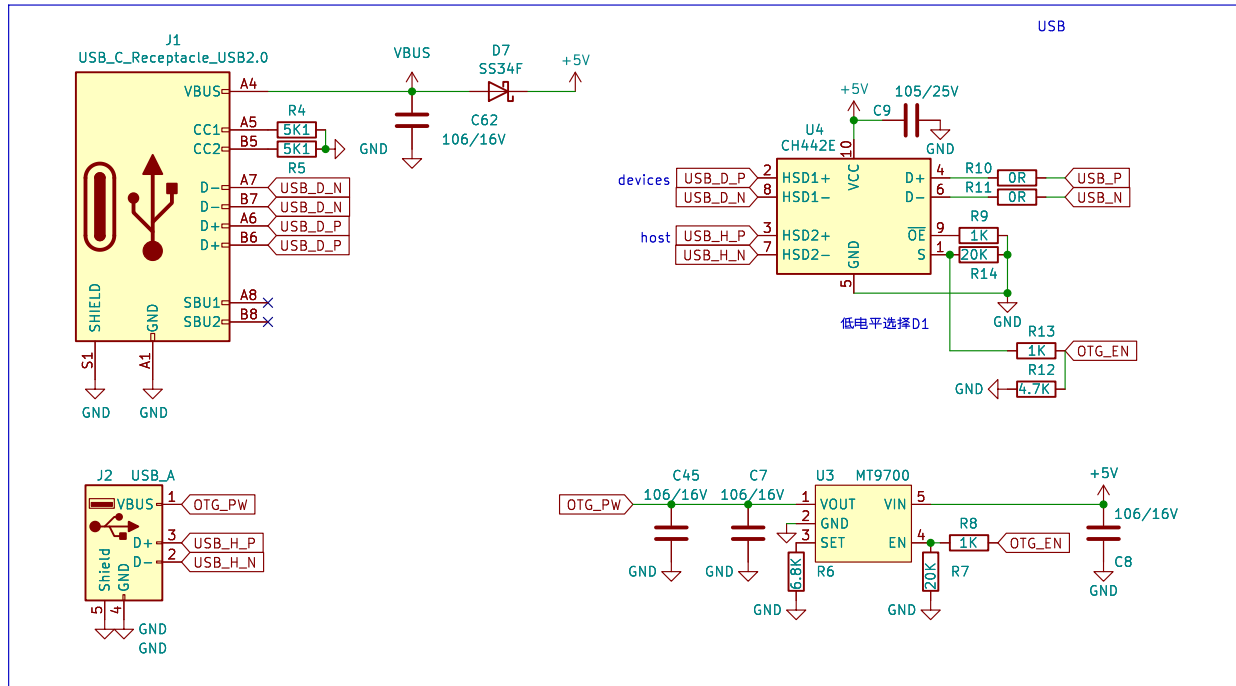 USB
J1
USB_C_Receptacle_USB2.0
VBUS
A4
CC1
A5
CC2
B5
D-
A7
D-
B7
D+
A6
D+
B6
SBU1
A8
SBU2
B8
SHIELD
GND
S1
A1
GND
GND
R4
5K1
5K1
R5
GND
USB_D_N
USB_D_N
USB_D_P
USB_D_P
VBUS
C62
106/16V
D7
SS34F
+5V
+5V
105/25V
C9
GND
U4
CH442E
10
VCC
devices
USB_D_P
2
HSD1+
USB_D_N
8
HSD1-
host
USB_H_P
3
HSD2+
USB_H_N
7
HSD2-
GND
5
D+
4
R10
0R
USB_P
D-
6
R11
0R
USB_N
OE
9
R9
1K
S
1
20K
R14
GND
低电平选择D1
R13
1K
OTG_EN
R12
GND
4.7K
J2
USB_A
VBUS
1
OTG_PW
D+
3
USB_H_P
D-
2
USB_H_N
Shield
GND
5
4
GND
GND
OTG_PW
C45
106/16V
GND
C7
106/16V
GND
U3
MT9700
1
VOUT
2
GND
3
SET
VIN
5
EN
4
6.8K
R6
GND
R8
1K
OTG_EN
20K
R7
GND
+5V
106/16V
C8
GND